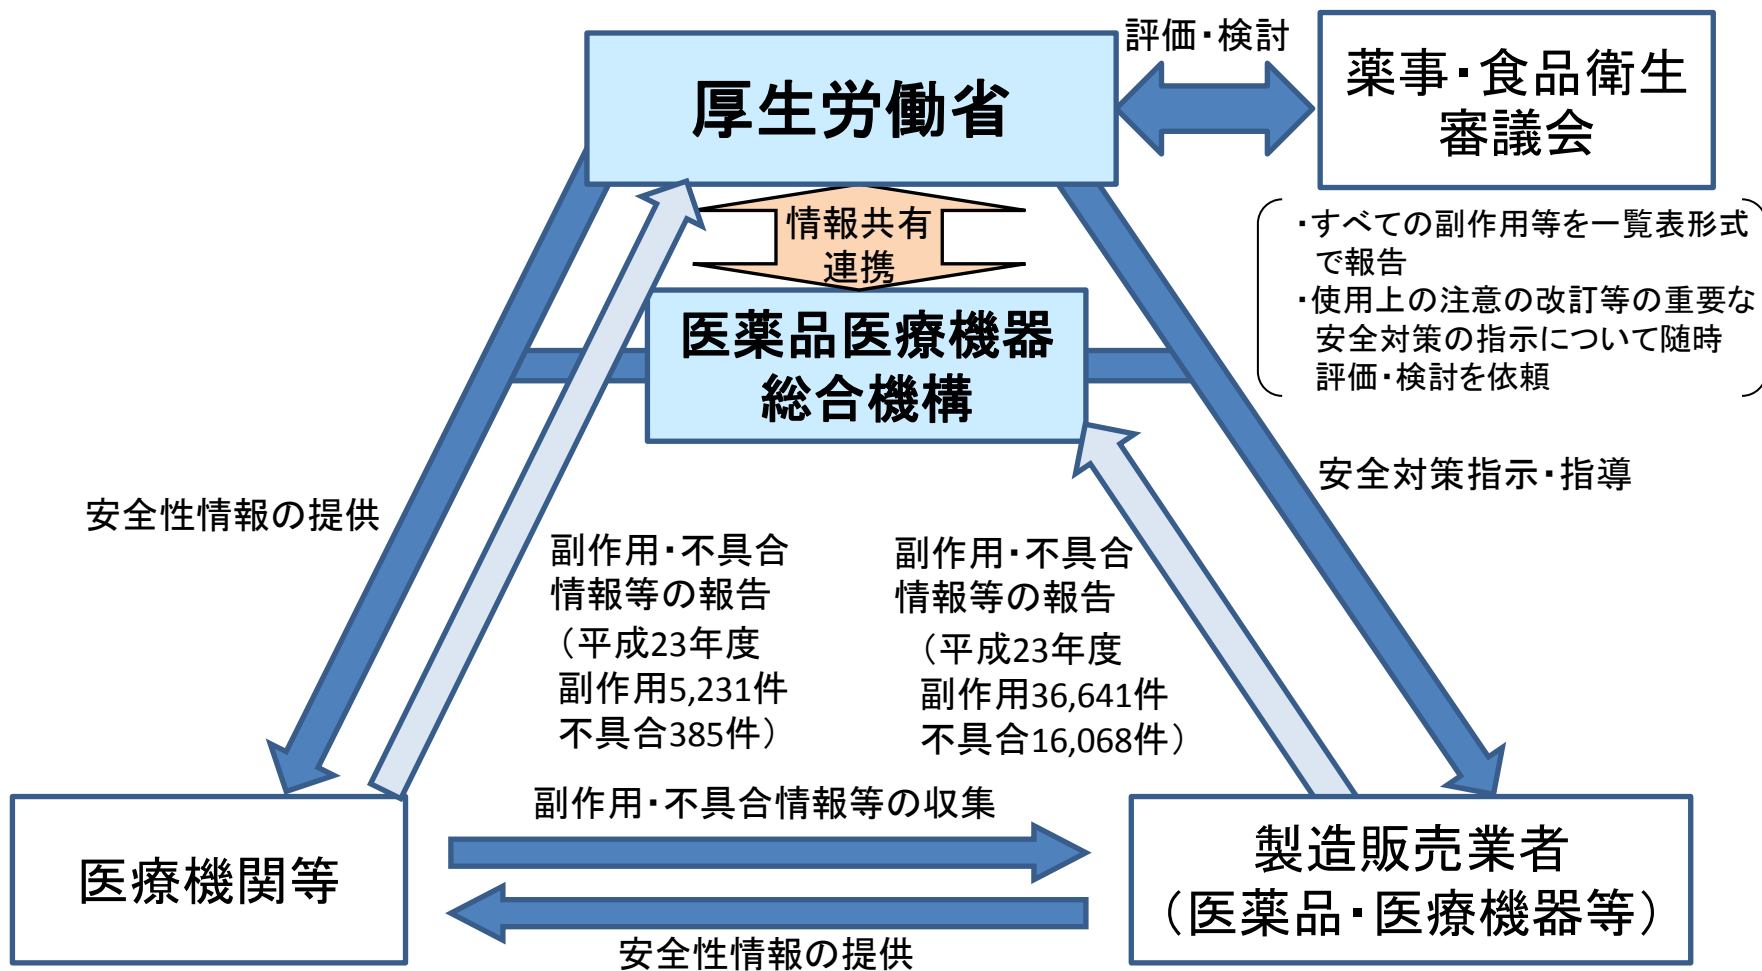 厚生労働省
評価・検討
薬事・食品衛生
審議会
情報共有
連携
・すべての副作用等を一覧表形式
で報告
・使用上の注意の改訂等の重要な
安全対策の指示について随時
評価・検討を依頼
医薬品医療機器
総合機構
安全性情報の提供
安全対策指示・指導
副作用・不具合
情報等の報告
（平成23年度
副作用5,231件
不具合385件）
副作用・不具合
情報等の報告
（平成23年度
副作用36,641件
不具合16,068件）
副作用・不具合情報等の収集
医療機関等
製造販売業者
（医薬品・医療機器等）
安全性情報の提供